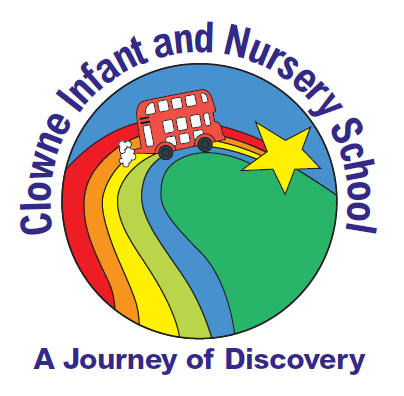 Clowne Infant and Nursery School
A Journey of Discovery